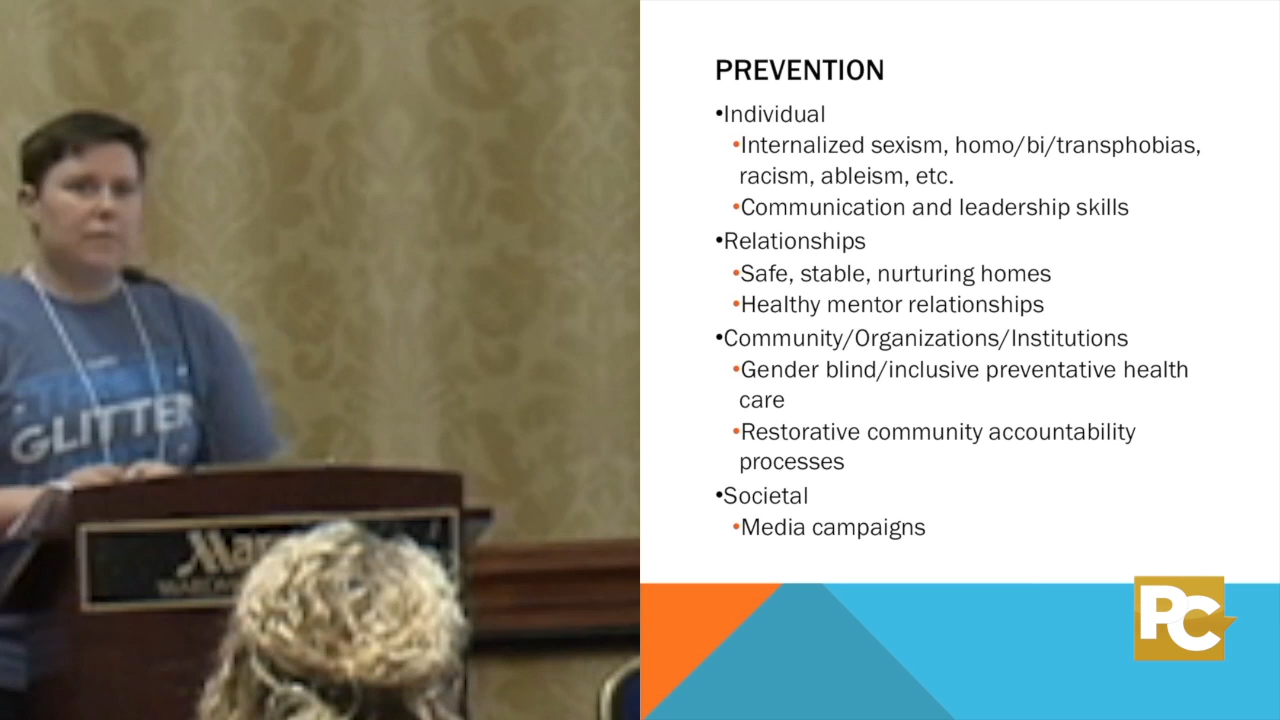 GLITTER
PREVENTION
•Individual
•Internalized sexism, homo/bi/transphobias,
racism, ableism, etc.
•Communication and leadership skills
•Relationships
•Safe, stable, nurturing homes
•Healthy mentor relationships
•Community/Organizations/Institutions
•Gender blind/inclusive preventative health
care
•Restorative community accountability
processes
•Societal
•Media campaigns
PC